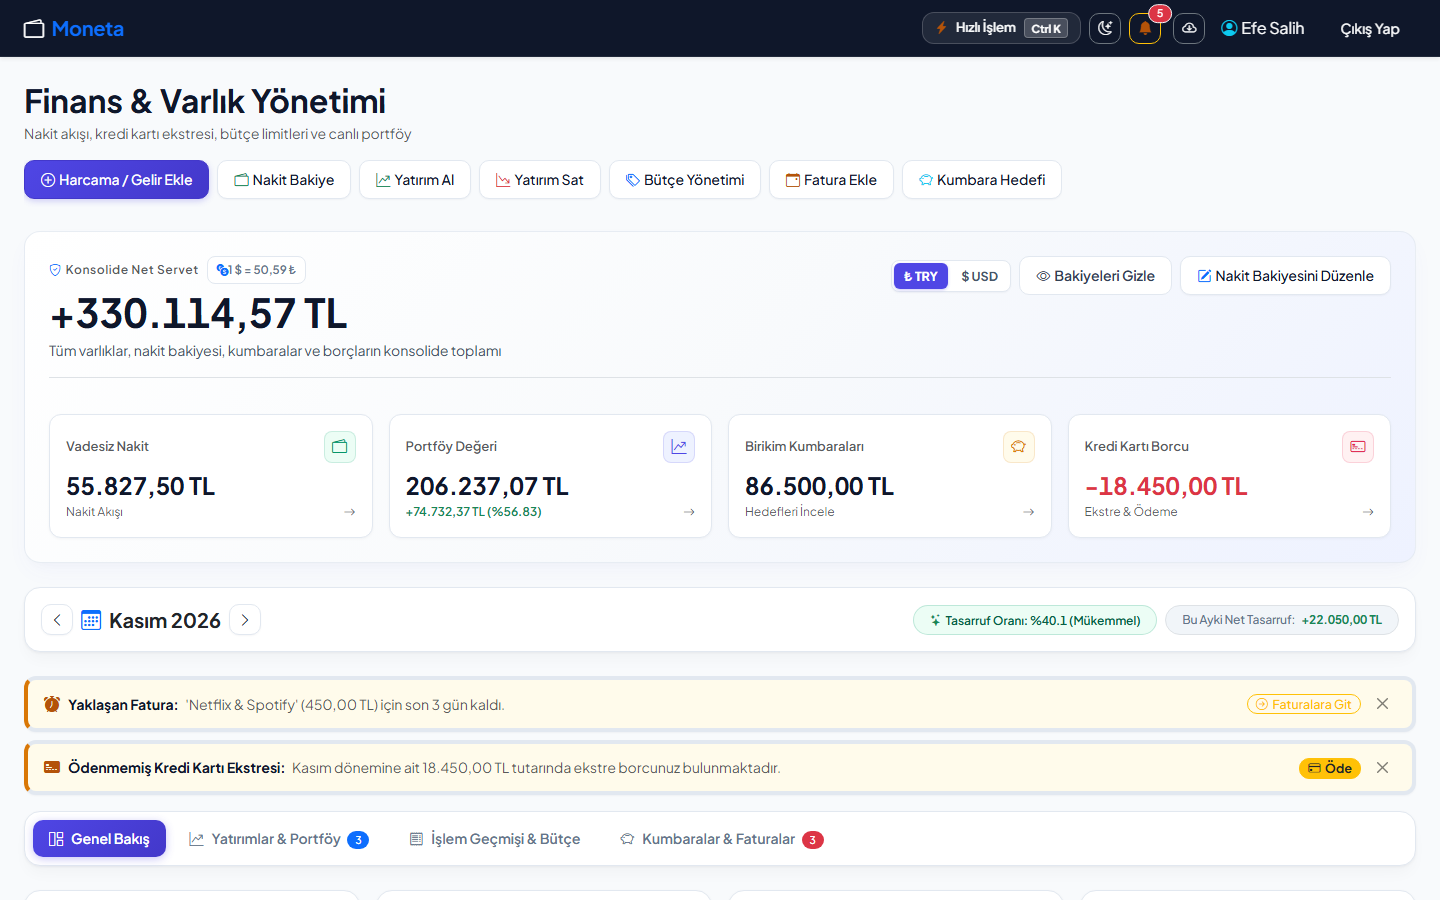 Moneta
Hızlı İşlem Ctrl K
5
Efe Salih
Çıkış Yap
Finans & Varlık Yönetimi
Nakit akışı, kredi kartı ekstresi, bütçe limitleri ve canlı portföy
Harcama / Gelir Ekle
Nakit Bakiye
Yatırım Al
Yatırım Sat
Bütçe Yönetimi
Fatura Ekle
Kumbara Hedefi
Konsolide Net Servet
1 $ = 50,59 ₺
₺ TRY
$ USD
Bakiyeleri Gizle
Nakit Bakiyesini Düzenle
+330.114,57 TL
Tüm varlıklar, nakit bakiyesi, kumbaralar ve borçların konsolide toplamı
Vadesiz Nakit
55.827,50 TL
Nakit Akışı
Portföy Değeri
206.237,07 TL
+74.732,37 TL (%56.83)
Birikim Kumbaraları
86.500,00 TL
Hedefleri İncele
Kredi Kartı Borcu
-18.450,00 TL
Ekstre & Ödeme
Kasım 2026
Tasarruf Oranı: %40.1 (Mükemmel)
Bu Ayki Net Tasarruf: +22.050,00 TL
Yaklaşan Fatura: 'Netflix & Spotify' (450,00 TL) için son 3 gün kaldı.
Faturalara Git
Ödenmemiş Kredi Kartı Ekstresi: Kasım dönemine ait 18.450,00 TL tutarında ekstre borcunuz bulunmaktadır.
Öde
Genel Bakış
Yatırımlar & Portföy 3
İşlem Geçmişi & Bütçe
Kumbaralar & Faturalar 3